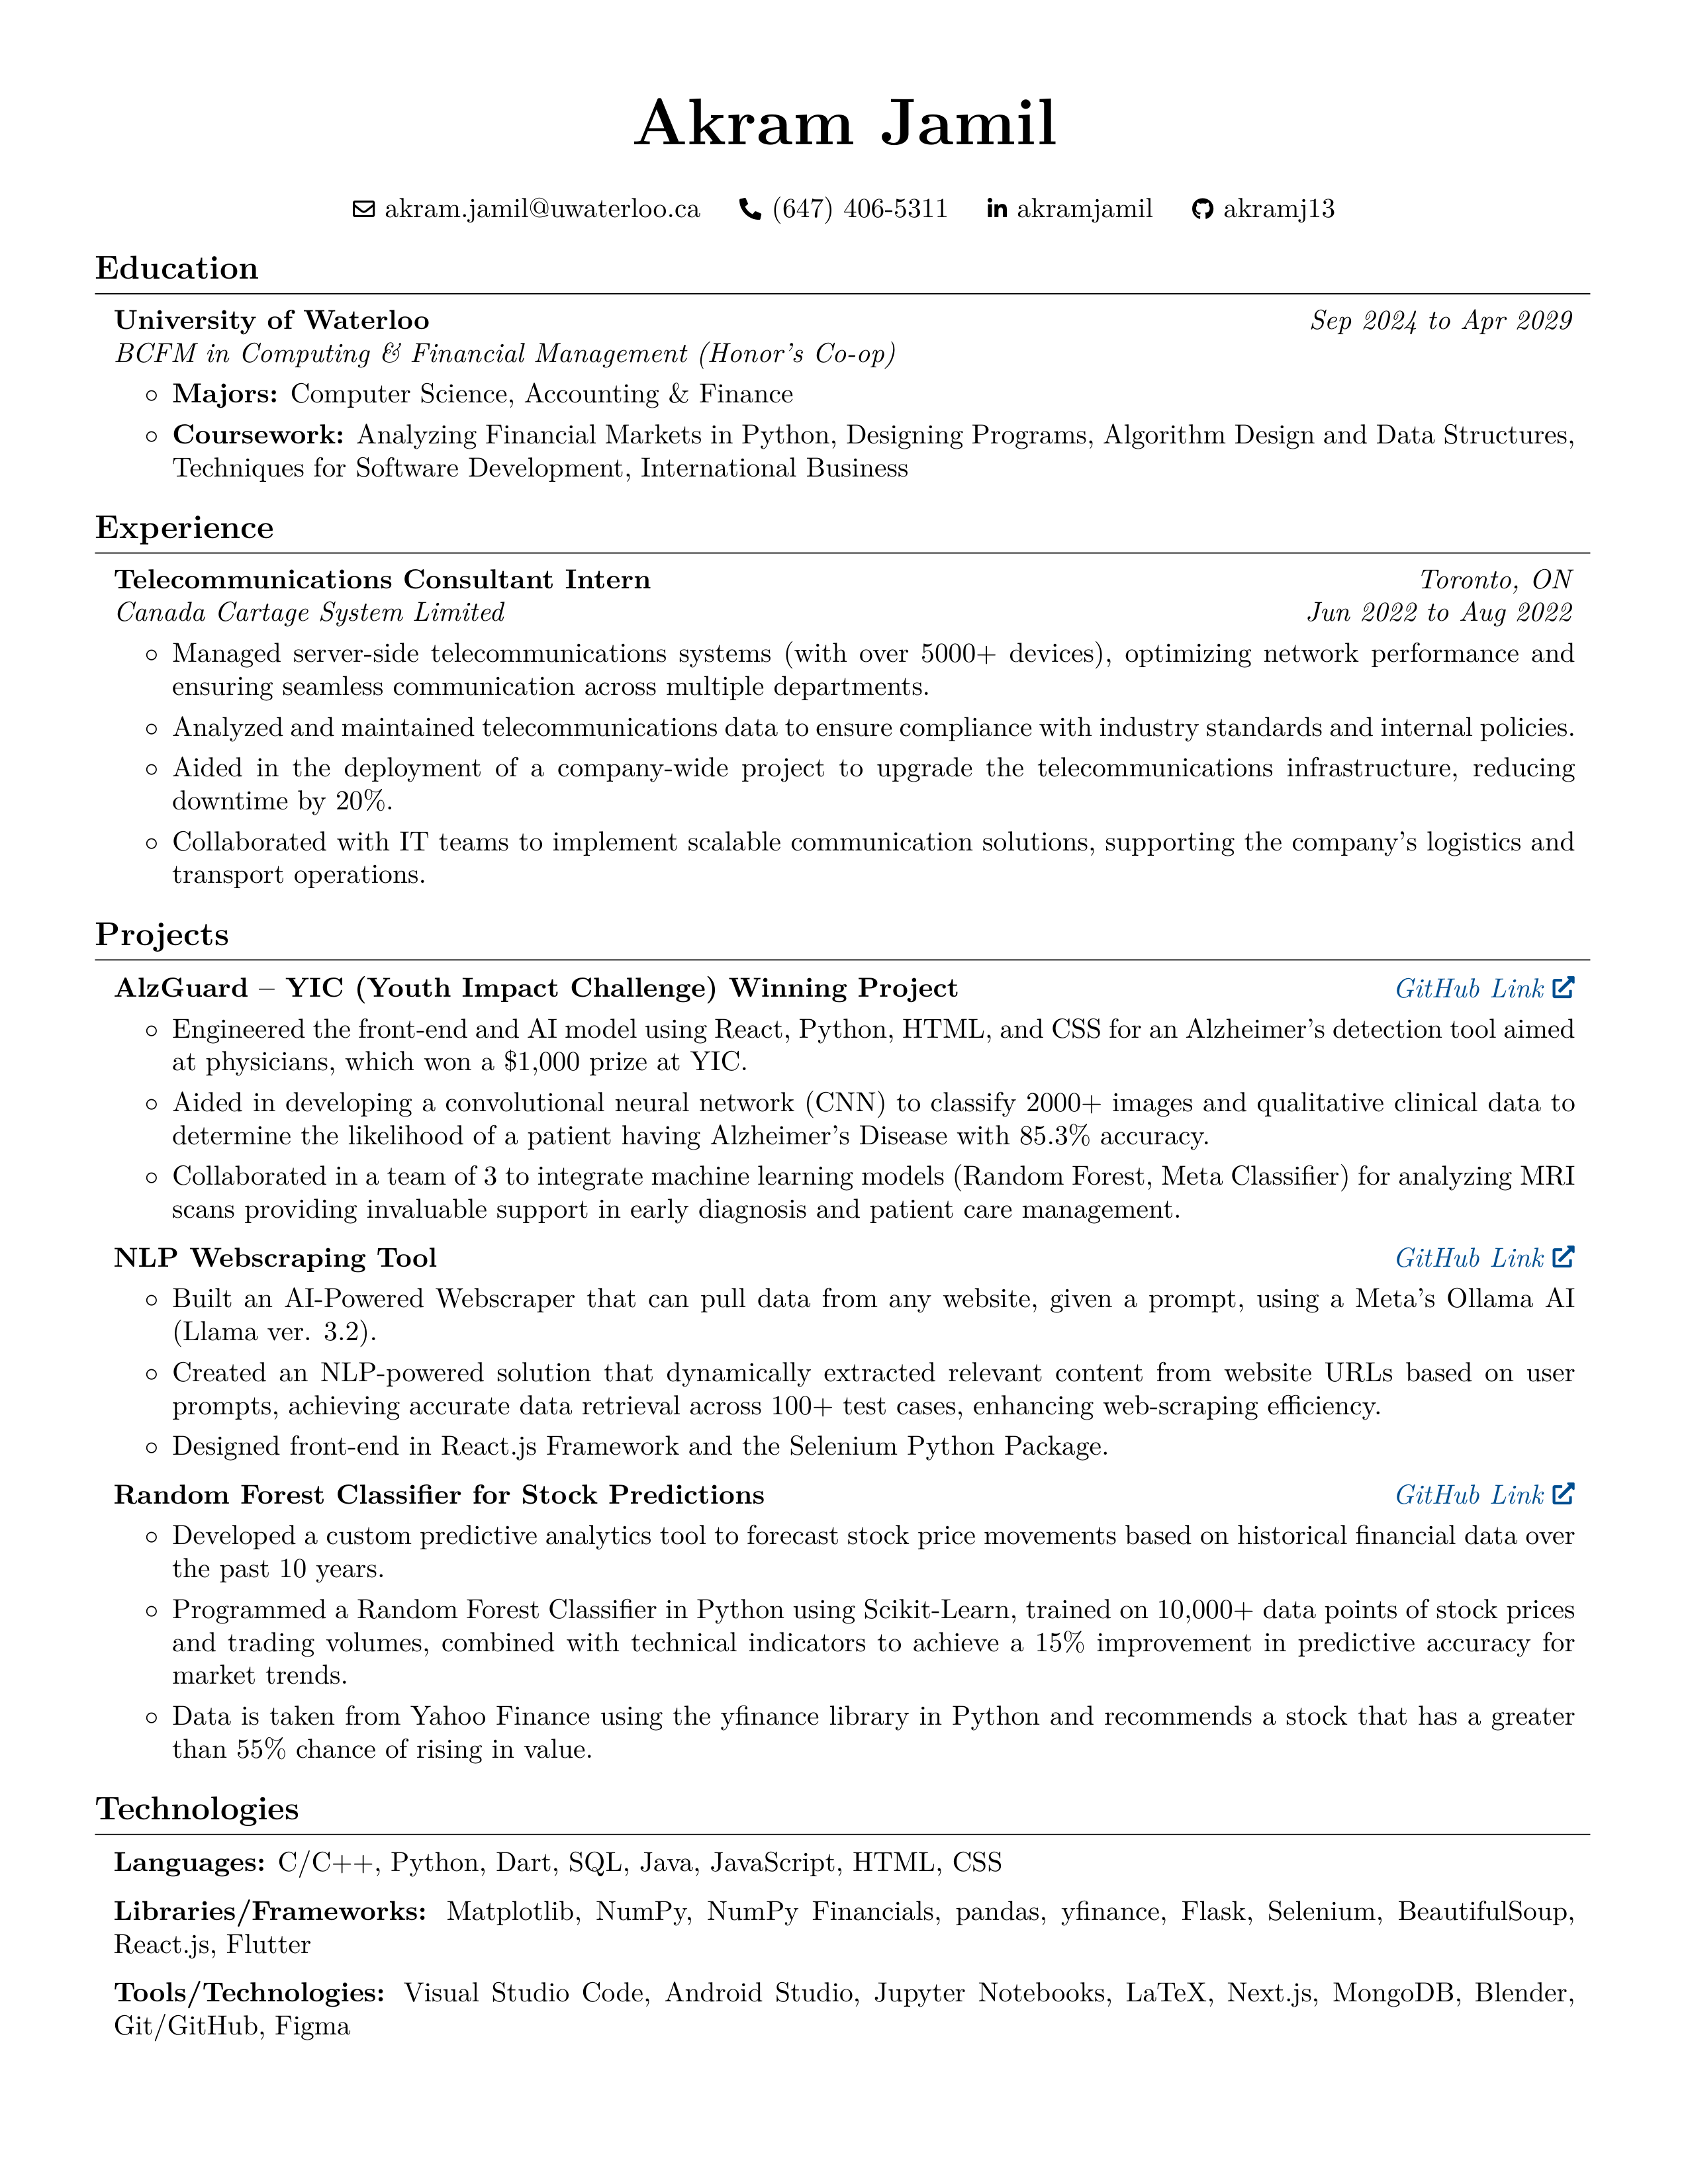 Akram Jamil
akram.jamil@uwaterloo.ca (647) 406-5311 akramjamil akramj13
Education
University of Waterloo Sep 2024 to Apr 2029
BCFM in Computing & Financial Management (Honor's Co-op)
◦ Majors: Computer Science, Accounting & Finance
◦ Coursework: Analyzing Financial Markets in Python, Designing Programs, Algorithm Design and Data Structures,
Techniques for Software Development, International Business
Experience
Telecommunications Consultant Intern Toronto, ON
Canada Cartage System Limited Jun 2022 to Aug 2022
◦ Managed server-side telecommunications systems (with over 5000+ devices), optimizing network performance and
ensuring seamless communication across multiple departments.
◦ Analyzed and maintained telecommunications data to ensure compliance with industry standards and internal policies.
◦ Aided in the deployment of a company-wide project to upgrade the telecommunications infrastructure, reducing
downtime by 20%.
◦ Collaborated with IT teams to implement scalable communication solutions, supporting the company's logistics and
transport operations.
Projects
AlzGuard – YIC (Youth Impact Challenge) Winning Project GitHub Link
◦ Engineered the front-end and AI model using React, Python, HTML, and CSS for an Alzheimer's detection tool aimed
at physicians, which won a $1,000 prize at YIC.
◦ Aided in developing a convolutional neural network (CNN) to classify 2000+ images and qualitative clinical data to
determine the likelihood of a patient having Alzheimer's Disease with 85.3% accuracy.
◦ Collaborated in a team of 3 to integrate machine learning models (Random Forest, Meta Classifier) for analyzing MRI
scans providing invaluable support in early diagnosis and patient care management.
NLP Webscraping Tool GitHub Link
◦ Built an AI-Powered Webscraper that can pull data from any website, given a prompt, using a Meta's Ollama AI
(Llama ver. 3.2).
◦ Created an NLP-powered solution that dynamically extracted relevant content from website URLs based on user
prompts, achieving accurate data retrieval across 100+ test cases, enhancing web-scraping efficiency.
◦ Designed front-end in React.js Framework and the Selenium Python Package.
Random Forest Classifier for Stock Predictions GitHub Link
◦ Developed a custom predictive analytics tool to forecast stock price movements based on historical financial data over
the past 10 years.
◦ Programmed a Random Forest Classifier in Python using Scikit-Learn, trained on 10,000+ data points of stock prices
and trading volumes, combined with technical indicators to achieve a 15% improvement in predictive accuracy for
market trends.
◦ Data is taken from Yahoo Finance using the yfinance library in Python and recommends a stock that has a greater
than 55% chance of rising in value.
Technologies
Languages: C/C++, Python, Dart, SQL, Java, JavaScript, HTML, CSS
Libraries/Frameworks: Matplotlib, NumPy, NumPy Financials, pandas, yfinance, Flask, Selenium, BeautifulSoup,
React.js, Flutter
Tools/Technologies: Visual Studio Code, Android Studio, Jupyter Notebooks, LaTeX, Next.js, MongoDB, Blender,
Git/GitHub, Figma